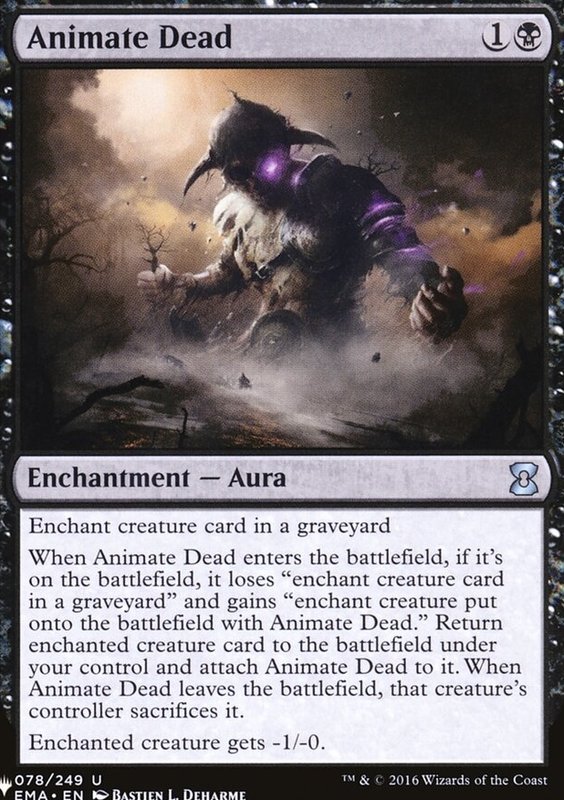 Animate Dead 1
Enchantment — Aura
Enchant creature card in a graveyard
When Animate Dead enters the battlefield, if it's
on the battlefield, it loses “enchant creature card
in a graveyard” and gains “enchant creature put
onto the battlefield with Animate Dead.” Return
enchanted creature card to the battlefield under
your control and attach Animate Dead to it. When
Animate Dead leaves the battlefield, that creature's
controller sacrifices it.
Enchanted creature gets -1/-0.
078/249 U
EMA • EN Bastien L. Deharme
™ & © 2016 Wizards of the Coast